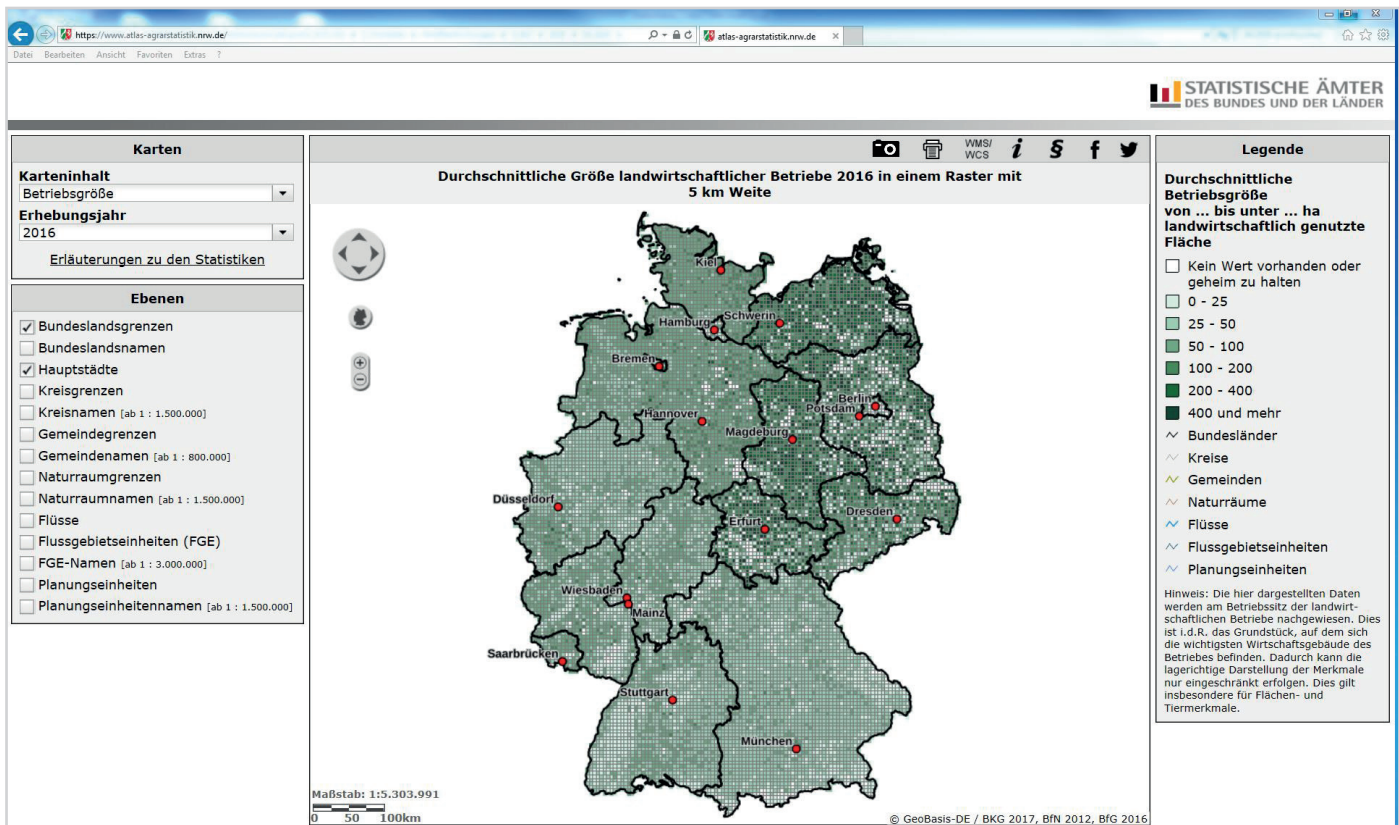 https://www.atlas-agrarstatistik.nrw.de/
atlas-agrarstatistik.nrw.de
Datei Bearbeiten Ansicht Favoriten Extras ?
STATISTISCHE ÄMTER
DES BUNDES UND DER LÄNDER
Karten
Karteninhalt
Betriebsgröße
Erhebungsjahr
2016
Erläuterungen zu den Statistiken
Ebenen
Bundeslandsgrenzen
Bundeslandsnamen
Hauptstädte
Kreisgrenzen
Kreisnamen [ab 1 : 1.500.000]
Gemeindegrenzen
Gemeindenamen [ab 1 : 800.000]
Naturraumgrenzen
Naturraumnamen [ab 1 : 1.500.000]
Flüsse
Flussgebietseinheiten (FGE)
FGE-Namen [ab 1 : 3.000.000]
Planungseinheiten
Planungseinheitennamen [ab 1 : 1.500.000]
WMS/
WCS
i § f
Durchschnittliche Größe landwirtschaftlicher Betriebe 2016 in einem Raster mit
5 km Weite
Kiel
Schwerin
Hamburg
Bremen
Berlin
Potsdam
Hannover
Magdeburg
Düsseldorf
Dresden
Erfurt
Wiesbaden
Mainz
Saarbrücken
Stuttgart
München
Maßstab: 1:5.303.991
0 50 100km
© GeoBasis-DE / BKG 2017, BfN 2012, BfG 2016
Legende
Durchschnittliche
Betriebsgröße
von ... bis unter ... ha
landwirtschaftlich genutzte
Fläche
Kein Wert vorhanden oder
geheim zu halten
0 - 25
25 - 50
50 - 100
100 - 200
200 - 400
400 und mehr
Bundesländer
Kreise
Gemeinden
Naturräume
Flüsse
Flussgebietseinheiten
Planungseinheiten
Hinweis: Die hier dargestellten Daten
werden am Betriebssitz der landwirt-
schaftlichen Betriebe nachgewiesen. Dies
ist i.d.R. das Grundstück, auf dem sich
die wichtigsten Wirtschaftsgebäude des
Betriebes befinden. Dadurch kann die
lagerichtige Darstellung der Merkmale
nur eingeschränkt erfolgen. Dies gilt
insbesondere für Flächen- und
Tiermerkmale.